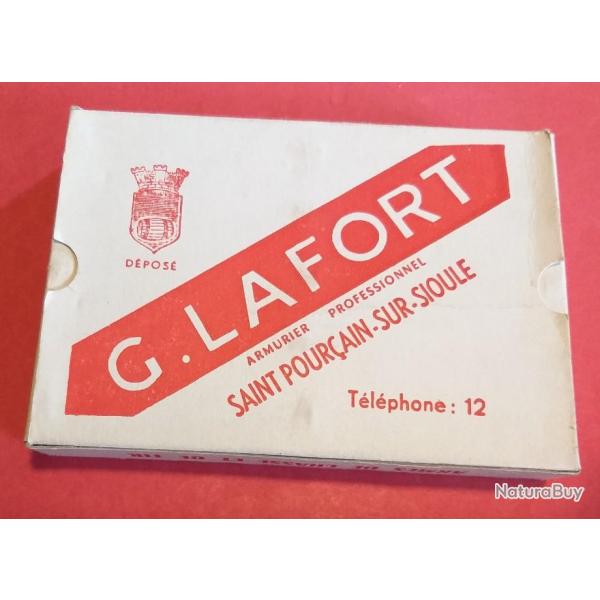 DÉPOSÉ
G. LAFORT
ARMURIER PROFESSIONNEL
SAINT POURÇAIN-SUR-SIOULE
Téléphone: 12
NaturaBuy